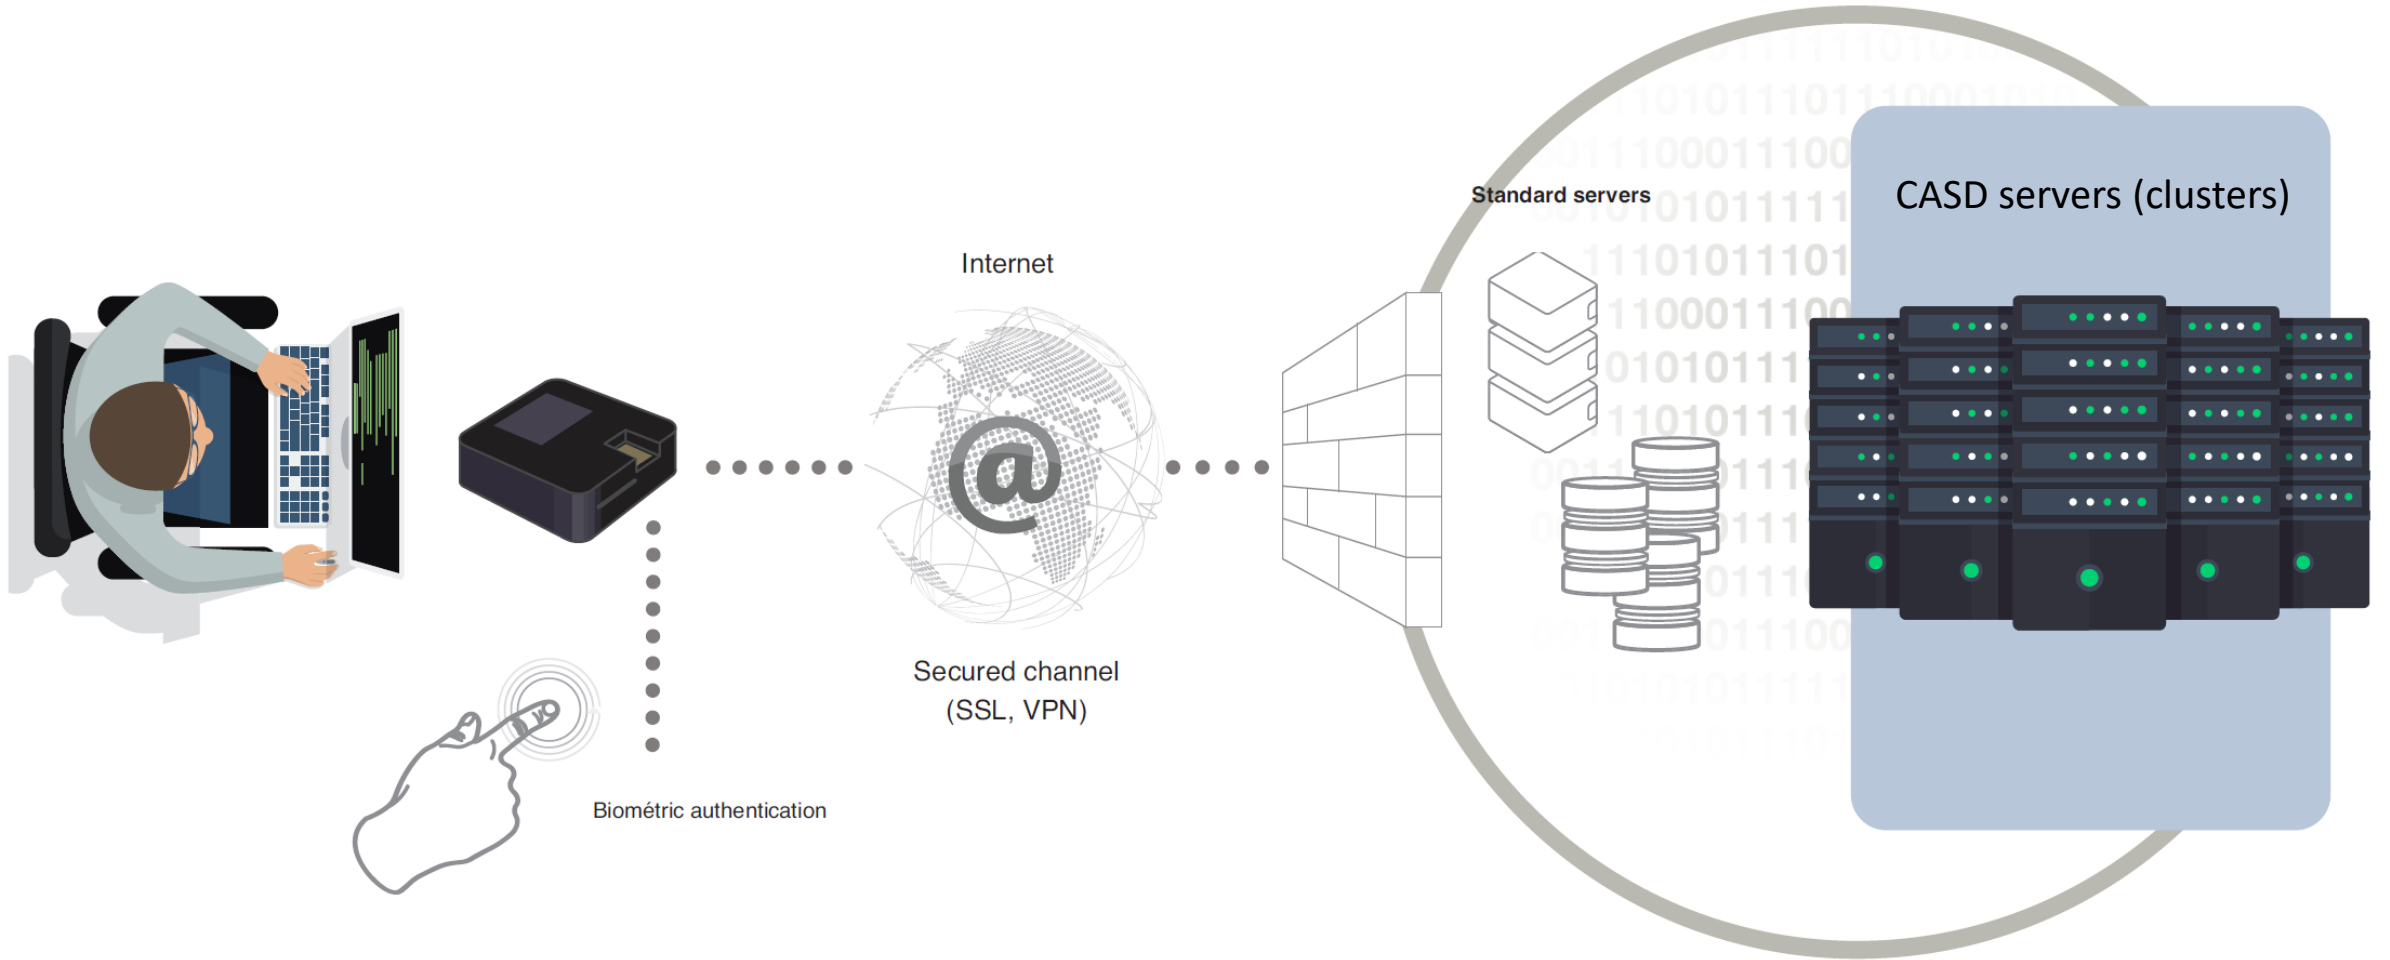 Biométric authentication
Internet
@
Secured channel
(SSL, VPN)
Standard servers
CASD servers (clusters)